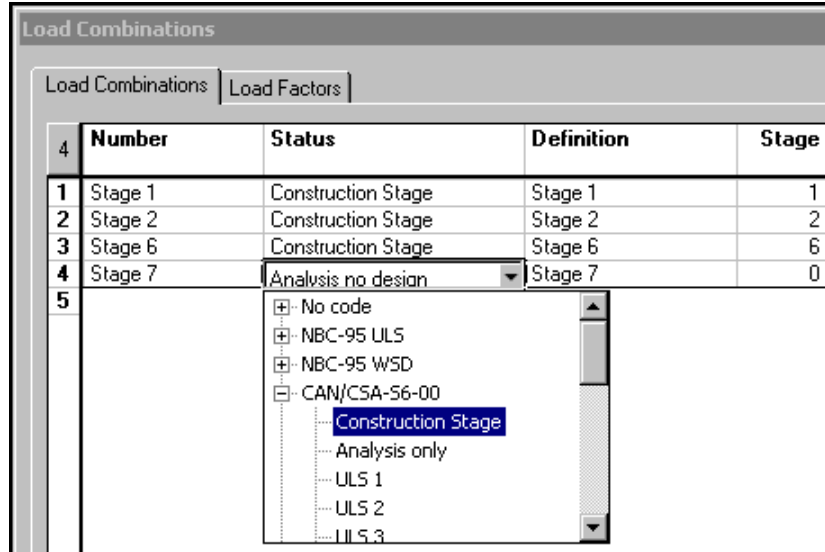 Load Combinations
Load Combinations Load Factors
4 Number Status Definition Stage
1 Stage 1 Construction Stage Stage 1 1
2 Stage 2 Construction Stage Stage 2 2
3 Stage 6 Construction Stage Stage 6 6
4 Stage 7 Analysis no design Stage 7 0
5
No code
NBC-95 ULS
NBC-95 WSD
CAN/CSA-S6-00
Construction Stage
Analysis only
ULS 1
ULS 2
ULS 3